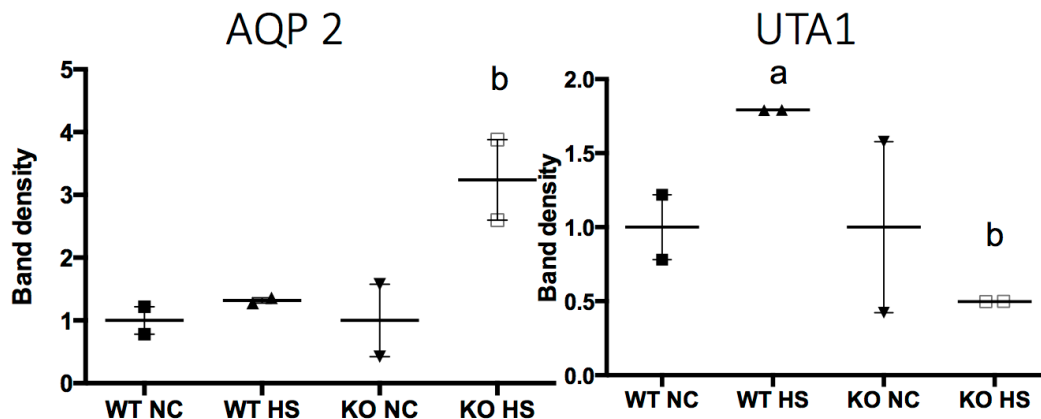 AQP 2
Band density
5
4
3
2
1
0
b
WT NC WT HS KO NC KO HS
UTA1
Band density
2.0
1.5
1.0
0.5
0.0
a
b
WT NC WT HS KO NC KO HS